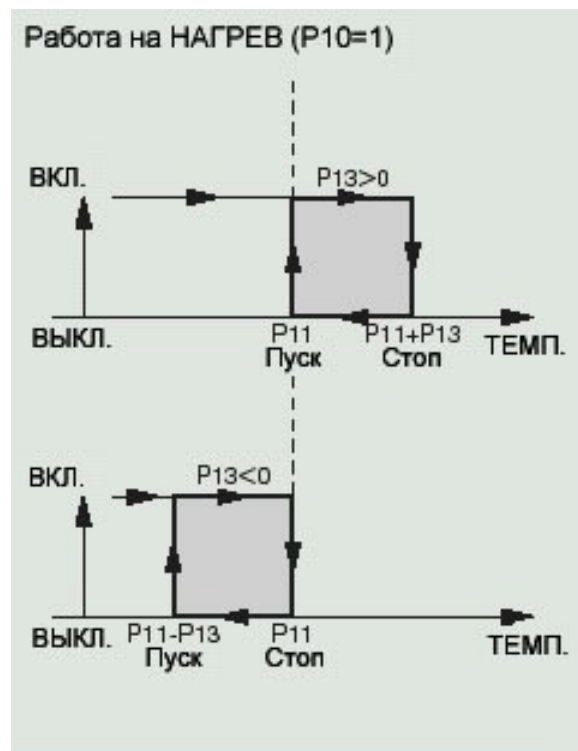 Работа на НАГРЕВ (P10=1)
ВКЛ.
P13>0
ВЫКЛ.
P11
Пуск
P11+P13
Стоп
ТЕМП.
ВКЛ.
P13<0
ВЫКЛ.
P11-P13
Пуск
P11
Стоп
ТЕМП.